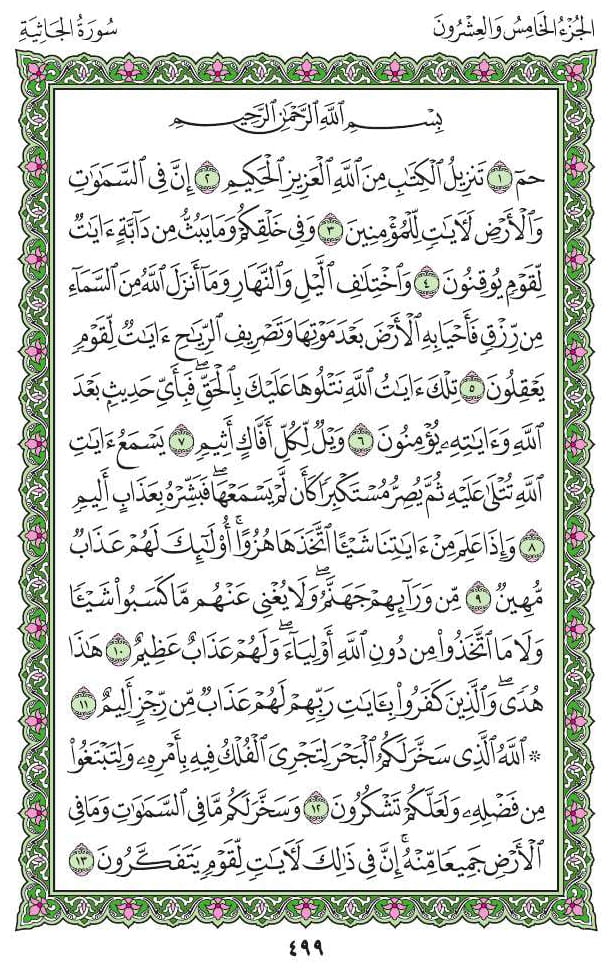 الجُزْءُ الخَامِسُ وَالعِشْرُونَ
سُورَةُ الجَاثِيَةِ
بِسْمِ اللَّهِ الرَّحْمَٰنِ الرَّحِيمِ
حمٓ ١ تَنزِيلُ ٱلْكِتَٰبِ مِنَ ٱللَّهِ ٱلْعَزِيزِ ٱلْحَكِيمِ ٢ إِنَّ فِى ٱلسَّمَٰوَٰتِ
وَٱلْأَرْضِ لَءَايَٰتٍ لِّلْمُؤْمِنِينَ ٣ وَفِى خَلْقِكُمْ وَمَا يَبُثُّ مِن دَآبَّةٍ ءَايَٰتٌ
لِّقَوْمٍ يُوقِنُونَ ٤ وَٱخْتِلَٰفِ ٱلَّيْلِ وَٱلنَّهَارِ وَمَآ أَنزَلَ ٱللَّهُ مِنَ ٱلسَّمَآءِ
مِن رِّزْقٍ فَأَحْيَا بِهِ ٱلْأَرْضَ بَعْدَ مَوْتِهَا وَتَصْرِيفِ ٱلرِّيَٰحِ ءَايَٰتٌ لِّقَوْمٍ
يَعْقِلُونَ ٥ تِلْكَ ءَايَٰتُ ٱللَّهِ نَتْلُوهَا عَلَيْكَ بِٱلْحَقِّ ۖ فَبِأَىِّ حَدِيثٍۭ بَعْدَ
ٱللَّهِ وَءَايَٰتِهِۦ يُؤْمِنُونَ ٦ وَيْلٌ لِّكُلِّ أَفَّاكٍ أَثِيمٍ ٧ يَسْمَعُ ءَايَٰتِ
ٱللَّهِ تُتْلَىٰ عَلَيْهِ ثُمَّ يُصِرُّ مُسْتَكْبِرًا كَأَن لَّمْ يَسْمَعْهَا ۖ فَبَشِّرْهُ بِعَذَابٍ أَلِيمٍ
٨ وَإِذَا عَلِمَ مِنْ ءَايَٰتِنَا شَيْـًٔا ٱتَّخَذَهَا هُزُوًا ۚ أُو۟لَٰٓئِكَ لَهُمْ عَذَابٌ
مُّهِينٌ ٩ مِّن وَرَآئِهِمْ جَهَنَّمُ ۖ وَلَا يُغْنِى عَنْهُم مَّا كَسَبُوا۟ شَيْـًٔا
وَلَا مَا ٱتَّخَذُوا۟ مِن دُونِ ٱللَّهِ أَوْلِيَآءَ ۖ وَلَهُمْ عَذَابٌ عَظِيمٌ ١٠ هَٰذَا
هُدًى ۖ وَٱلَّذِينَ كَفَرُوا۟ بِـَٔايَٰتِ رَبِّهِمْ لَهُمْ عَذَابٌ مِّن رِّجْزٍ أَلِيمٌ ١١
* ٱللَّهُ ٱلَّذِى سَخَّرَ لَكُمُ ٱلْبَحْرَ لِتَجْرِىَ ٱلْفُلْكُ فِيهِ بِأَمْرِهِۦ وَلِتَبْتَغُوا۟
مِن فَضْلِهِۦ وَلَعَلَّكُمْ تَشْكُرُونَ ١٢ وَسَخَّرَ لَكُم مَّا فِى ٱلسَّمَٰوَٰتِ وَمَا فِى
ٱلْأَرْضِ جَمِيعًا مِّنْهُ ۚ إِنَّ فِى ذَٰلِكَ لَءَايَٰتٍ لِّقَوْمٍ يَتَفَكَّرُونَ ١٣
٤٩٩